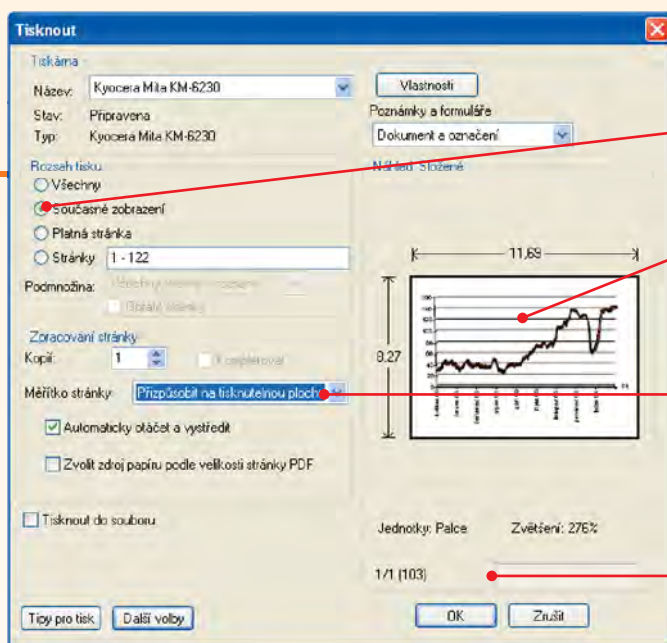 Tisknout
Tiskárna
Název: Kyocera Mita KM-6230 Vlastnosti
Stav: Připravena Poznámky a formuláře
Typ: Kyocera Mita KM-6230 Dokument a označení
Rozsah tisku Náhled: Složené
Všechny
Současné zobrazení
Platná stránka
Stránky 1 - 122
11,69
Podmnožina:
8,27
Zpracování stránky
Kopií: 1
Měřítko stránky: Přizpůsobit na tisknutelnou ploch
Automaticky otáčet a vystředit
Zvolit zdroj papíru podle velikosti stránky PDF
Tisknout do souboru
Jednotky: Palce Zvětšení: 276%
1/1 (103)
Tipy pro tisk Další volby OK Zrušit